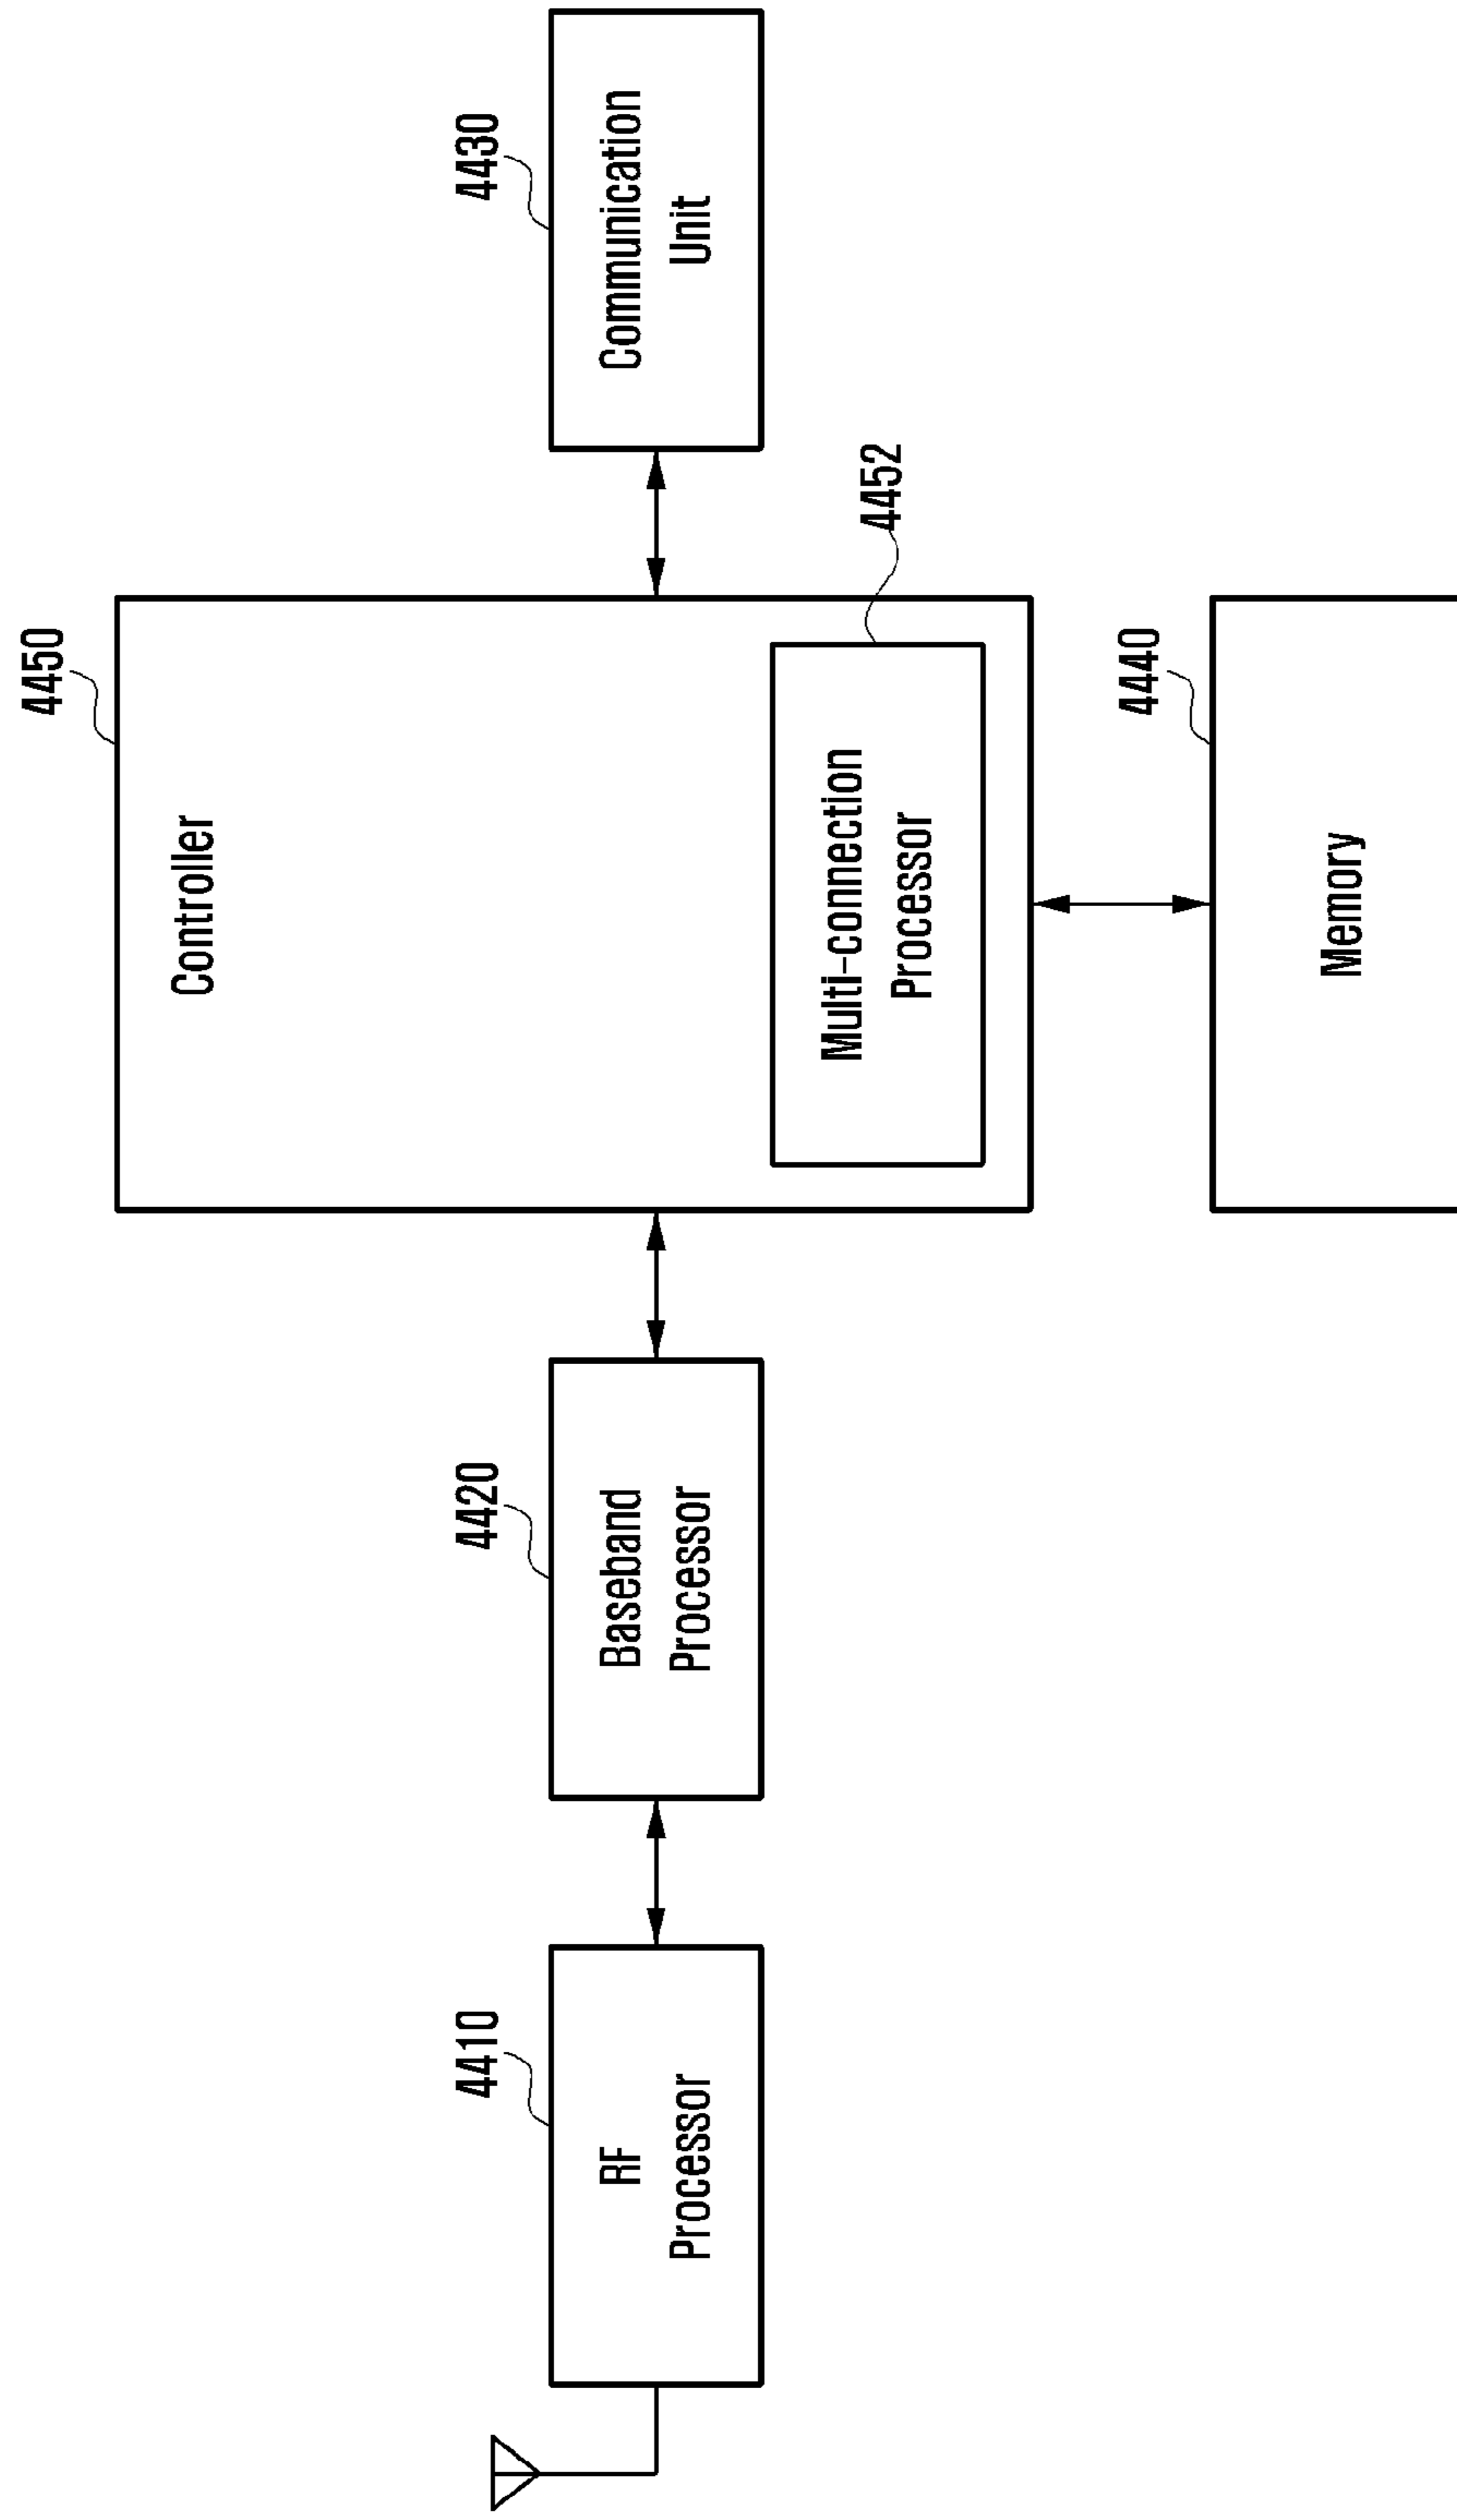 4450
Controller
4410
RF
Processor
4420
Baseband
Processor
4430
Communication
Unit
4452
Multi-connection
Processor
4440
Memory